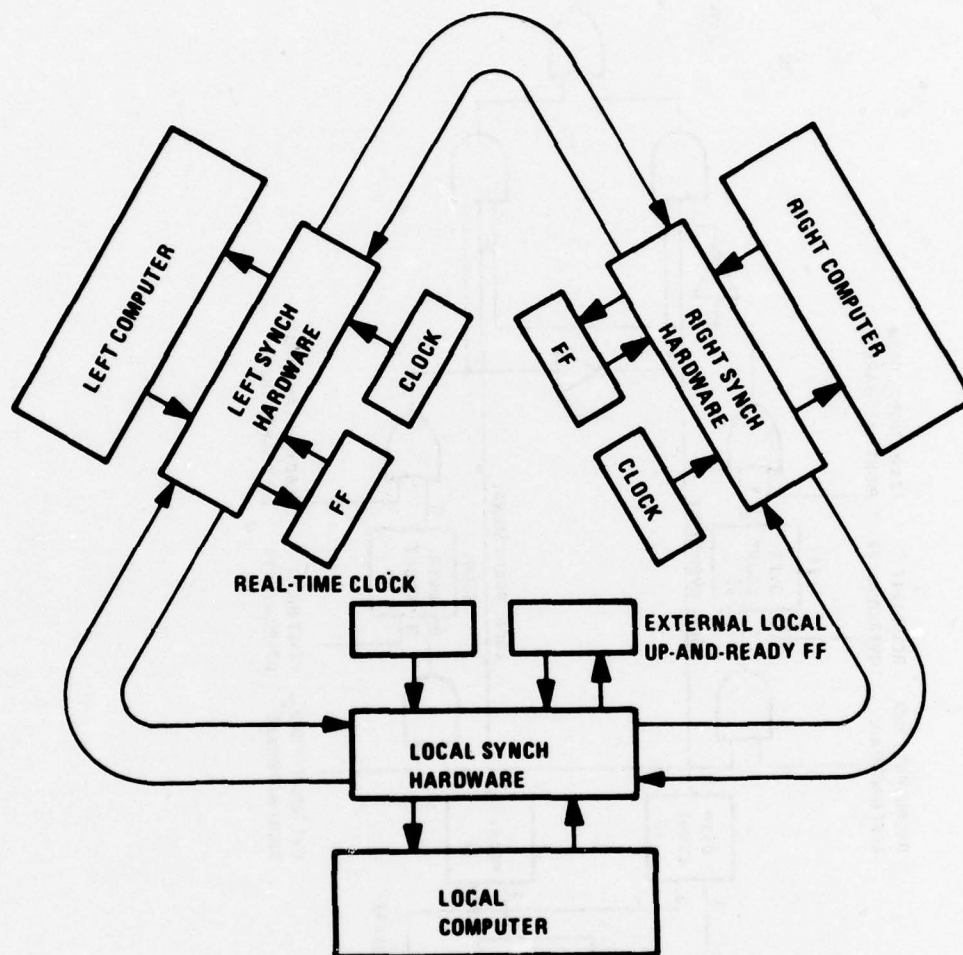 LEFT COMPUTER
LEFT SYNCH
HARDWARE
CLOCK
FF
RIGHT COMPUTER
RIGHT SYNCH
HARDWARE
FF
CLOCK
REAL-TIME CLOCK
EXTERNAL LOCAL
UP-AND-READY FF
LOCAL SYNCH
HARDWARE
LOCAL
COMPUTER